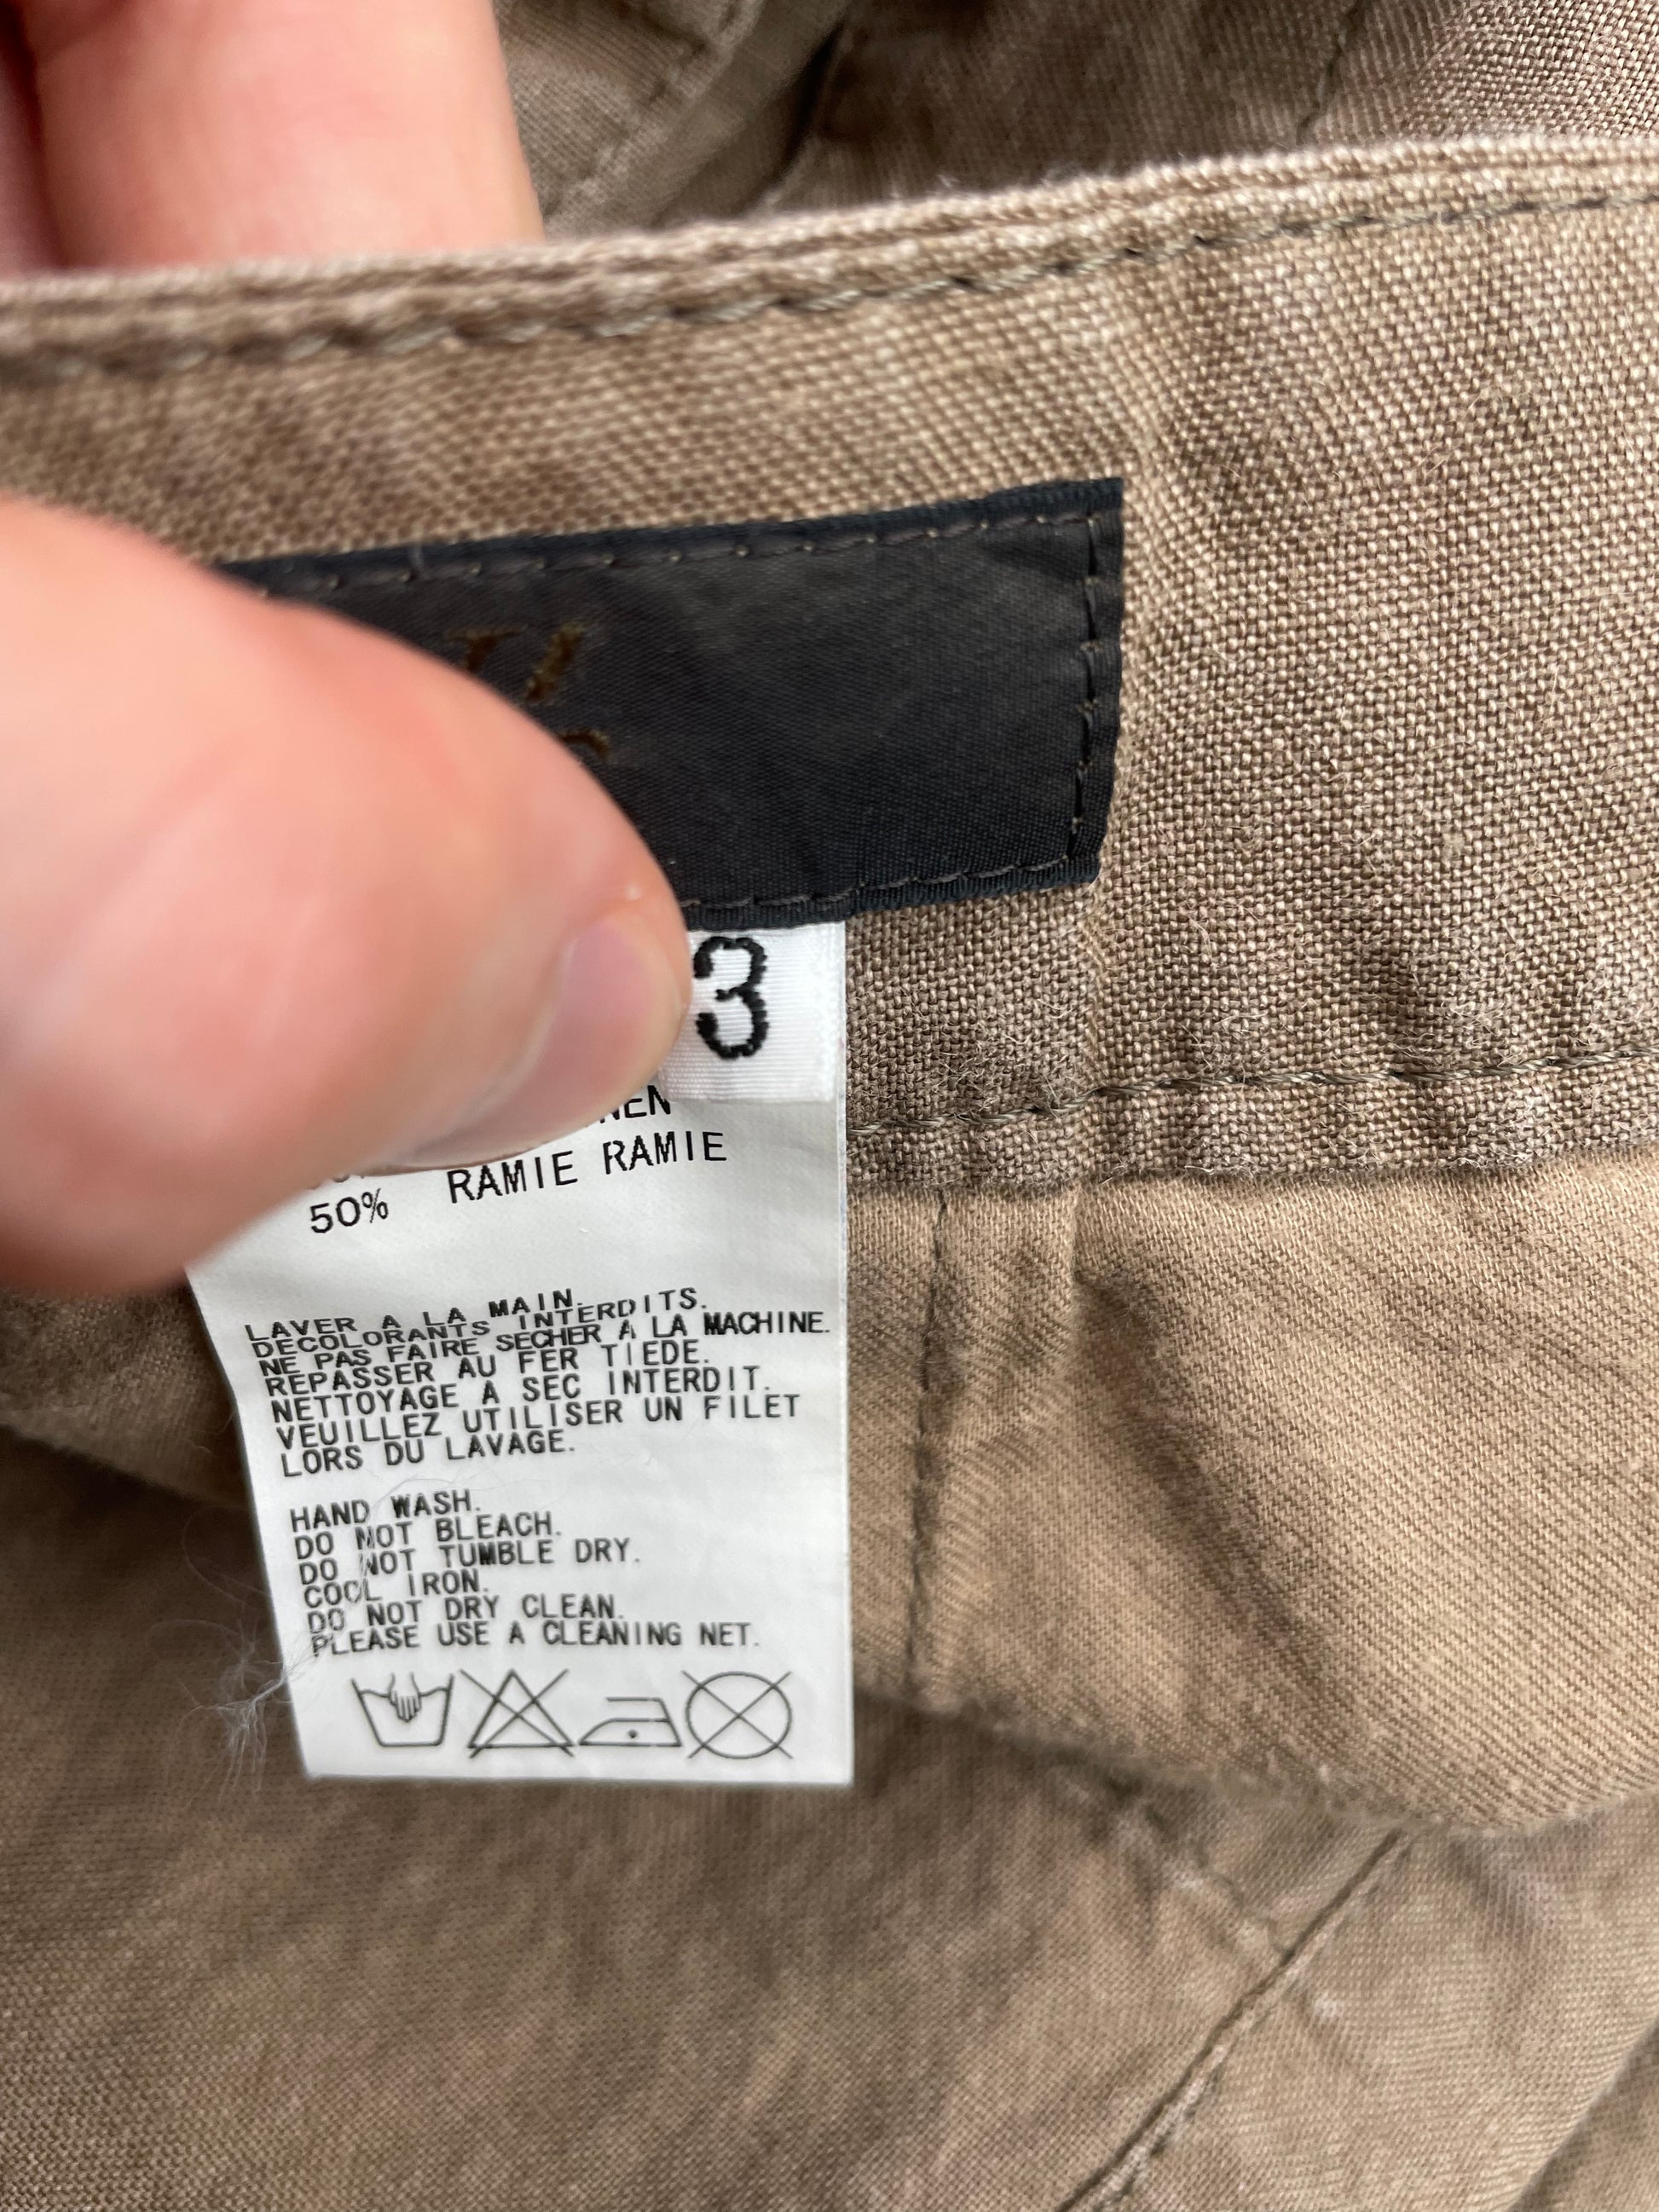 3
RAMIE RAMIE
50%
LAVER A LA MAIN.
DECOLORANTS INTERDITS.
NE PAS FAIRE SECHER A LA MACHINE.
REPASSER AU FER TIEDE.
NETTOYAGE A SEC INTERDIT.
VEUILLEZ UTILISER UN FILET
LORS DU LAVAGE.
HAND WASH.
DO NOT BLEACH.
DO NOT TUMBLE DRY.
COOL IRON.
DO NOT DRY CLEAN.
PLEASE USE A CLEANING NET.